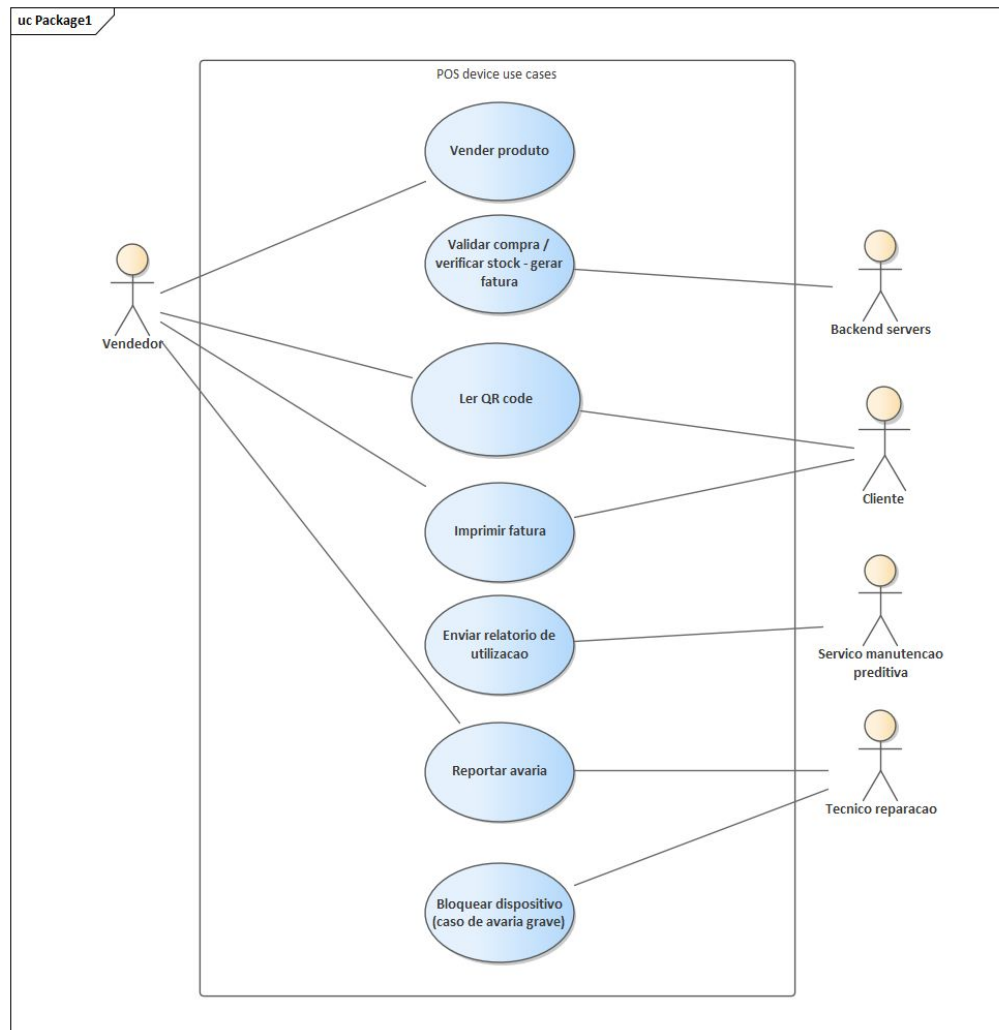 uc Package1
POS device use cases
Vender produto
Validar compra /
verificar stock - gerar
fatura
Vendedor
Backend servers
Ler QR code
Cliente
Imprimir fatura
Enviar relatorio de
utilizacao
Servico manutencao
preditiva
Reportar avaria
Tecnico reparacao
Bloquear dispositivo
(caso de avaria grave)